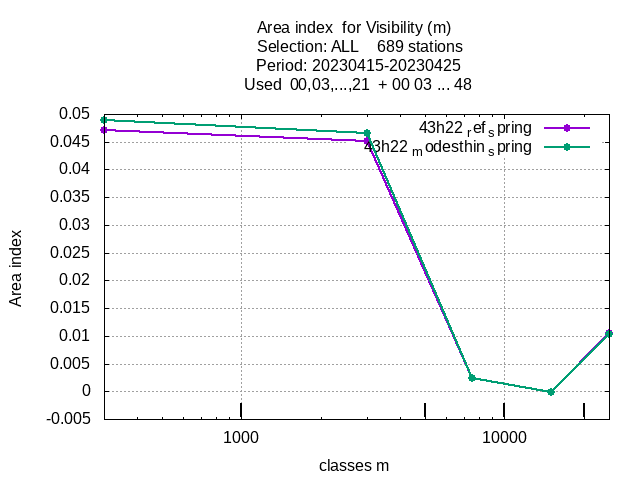 Area index  for Visibility (m)
Selection: ALL    689 stations
Period: 20230415-20230425
Used  00,03,...,21  + 00 03 ... 48
43h22 ref spring
43h22 modesthin spring
0.05
0.045
0.04
0.035
0.03
0.025
0.02
0.015
0.01
0.005
0
-0.005
Area index
1000 10000
classes m